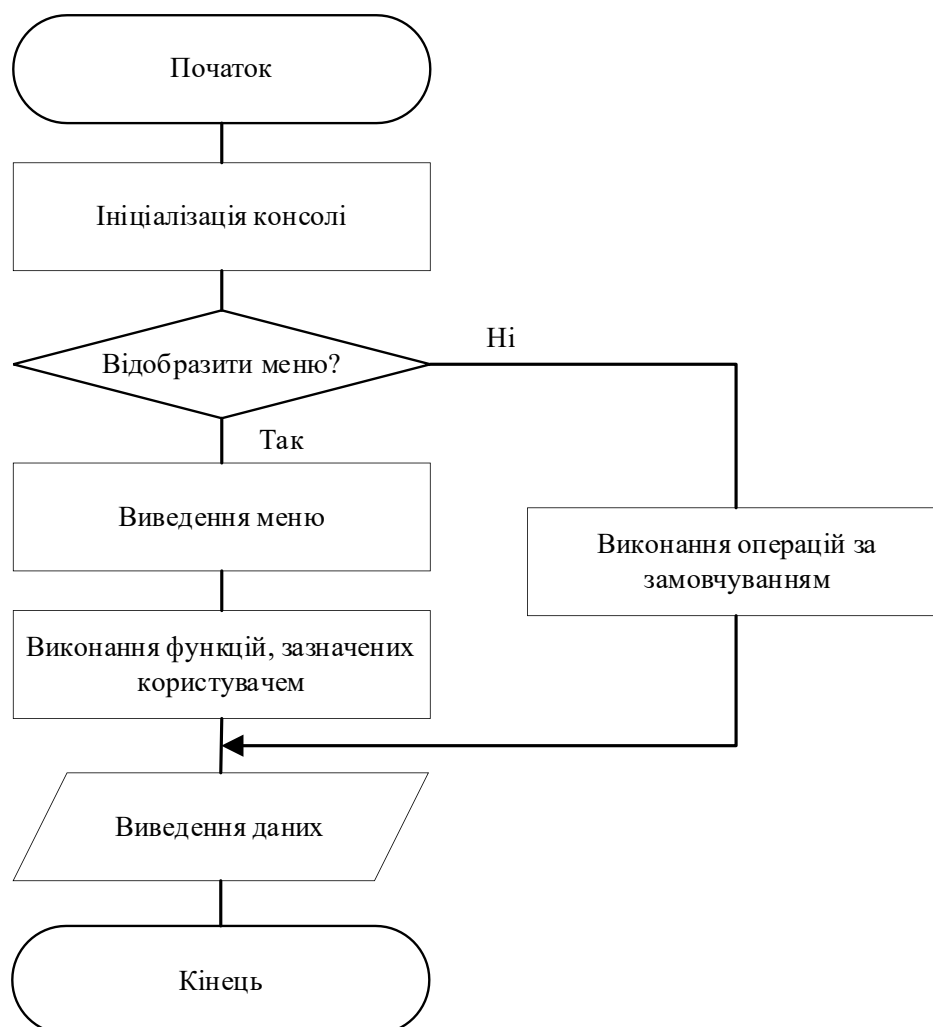 Початок
Ініціалізація консолі
Відобразити меню?
Ні
Так
Виведення меню
Виконання операцій за
замовчуванням
Виконання функцій, зазначених
користувачем
Виведення даних
Кінець